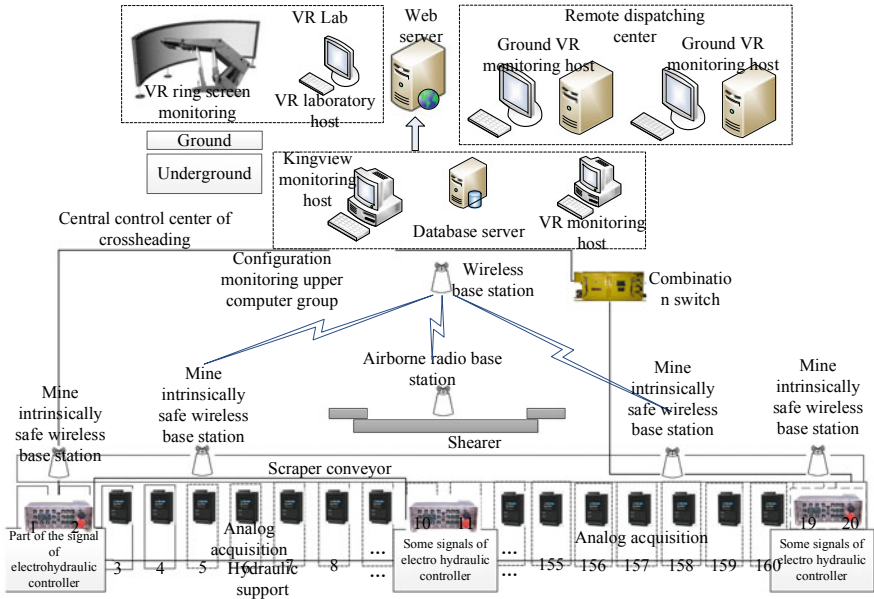 VR Lab
VR ring screen
monitoring
VR laboratory
host
Web
server
Remote dispatching
center
Ground VR
monitoring host
Ground VR
monitoring host
Ground
Underground
Kingview
monitoring
host
Database server
VR monitoring
host
Central control center of
crossheading
Configuration
monitoring upper
computer group
Wireless
base station
Combinatio
n switch
Airborne radio base
station
Mine
intrinsically
safe wireless
base station
Mine
intrinsically
safe wireless
base station
Mine
intrinsically
safe wireless
base station
Mine
intrinsically
safe wireless
base station
Shearer
Scraper conveyor
1 2
10 11
19 20
Part of the signal
of
electrohydraulic
controller
Analog
acquisition
Hydraulic
support
3 4 5 6 7 8 ... ...
Some signals of
electro hydraulic
controller
Analog acquisition
... ... 155 156 157 158 159 160
Some signals of
electro hydraulic
controller